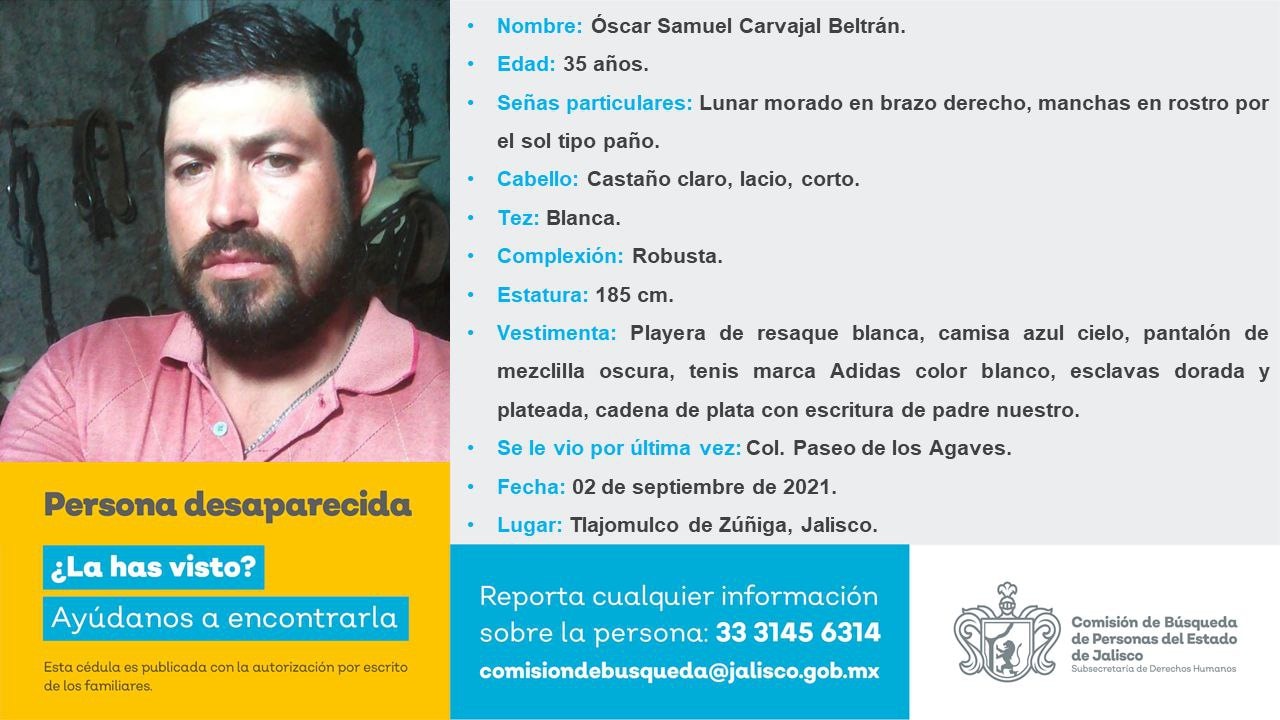 • Nombre: Óscar Samuel Carvajal Beltrán.
• Edad: 35 años.
• Señas particulares: Lunar morado en brazo derecho, manchas en rostro por
el sol tipo paño.
• Cabello: Castaño claro, lacio, corto.
• Tez: Blanca.
• Complexión: Robusta.
• Estatura: 185 cm.
• Vestimenta: Playera de resaque blanca, camisa azul cielo, pantalón de
mezclilla oscura, tenis marca Adidas color blanco, esclavas dorada y
plateada, cadena de plata con escritura de padre nuestro.
• Se le vio por última vez: Col. Paseo de los Agaves.
• Fecha: 02 de septiembre de 2021.
• Lugar: Tlajomulco de Zúñiga, Jalisco.
Persona desaparecida
¿La has visto?
Ayúdanos a encontrarla
Esta cédula es publicada con la autorización por escrito
de los familiares.
Reporta cualquier información
sobre la persona: 33 3145 6314
comisiondebusqueda@jalisco.gob.mx
Comisión de Búsqueda
de Personas del Estado
de Jalisco
Subsecretaría de Derechos Humanos